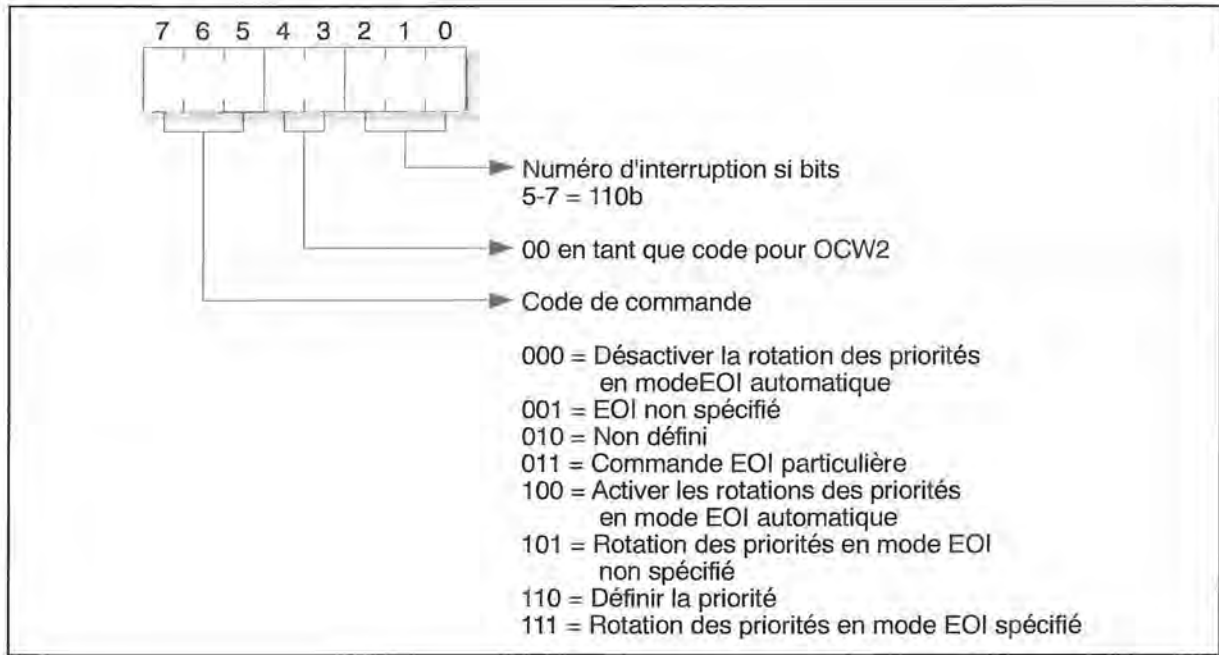 7 6 5 4 3 2 1 0
Numéro d'interruption si bits
5-7 = 110b
00 en tant que code pour OCW2
Code de commande
000 = Désactiver la rotation des priorités
en modeEOI automatique
001 = EOI non spécifié
010 = Non défini
011 = Commande EOI particulière
100 = Activer les rotations des priorités
en mode EOI automatique
101 = Rotation des priorités en mode EOI
non spécifié
110 = Définir la priorité
111 = Rotation des priorités en mode EOI spécifié